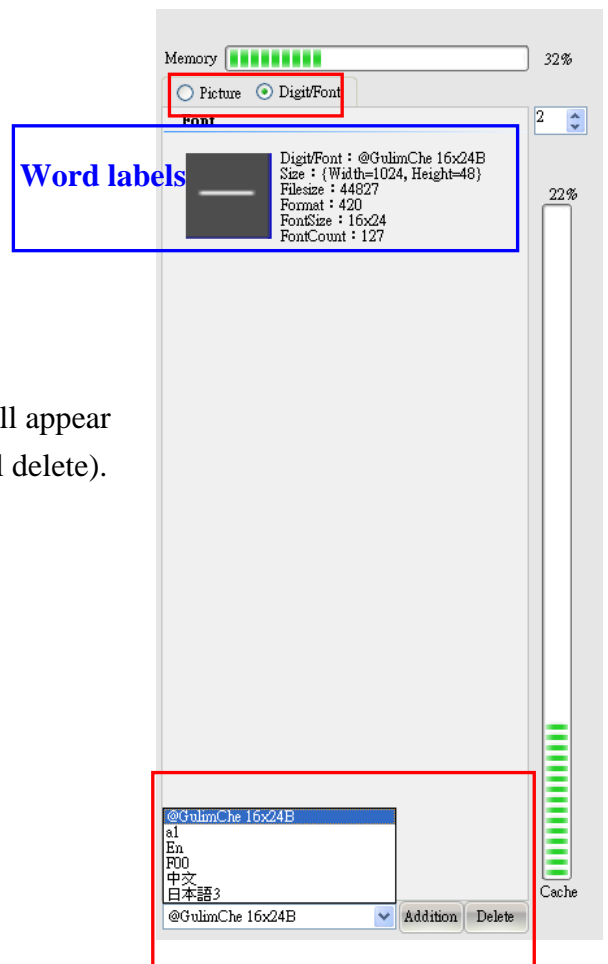 Memory 32%
Picture Digit/Font
Font 2
Word labels
Digit/Font：@GulimChe 16x24B
Size：{Width=1024, Height=48}
Filesize：44827
Format：420
FontSize：16x24
FontCount：127
22%
ll appear
l delete).
@GulimChe 16x24B
a1
En
F00
中文
日本語3
Cache
@GulimChe 16x24B Addition Delete